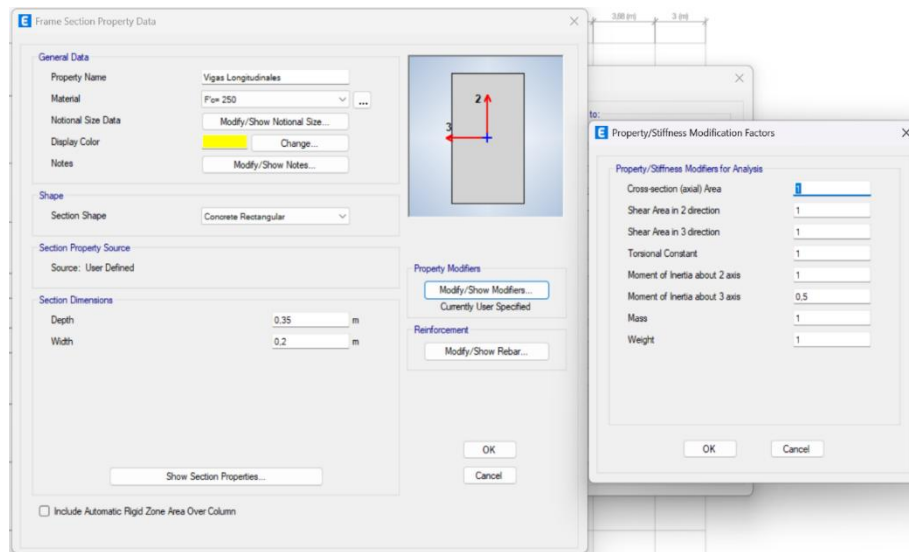 Frame Section Property Data
General Data
Property Name Vigas Longitudinales
Material F'c= 250 ...
Notional Size Data Modify/Show Notional Size...
Display Color Change...
Notes Modify/Show Notes...
Shape
Section Shape Concrete Rectangular
Section Property Source
Source: User Defined
Section Dimensions
Depth 0,35 m
Width 0,2 m
Show Section Properties...
Include Automatic Rigid Zone Area Over Column
2
3
Property Modifiers
Modify/Show Modifiers...
Currently User Specified
Reinforcement
Modify/Show Rebar...
OK
Cancel
3 (m)
to:
Property/Stiffness Modification Factors
Property/Stiffness Modifiers for Analysis
Cross-section (axial) Area 1
Shear Area in 2 direction 1
Shear Area in 3 direction 1
Torsional Constant 1
Moment of Inertia about 2 axis 1
Moment of Inertia about 3 axis 0,5
Mass 1
Weight 1
OK Cancel